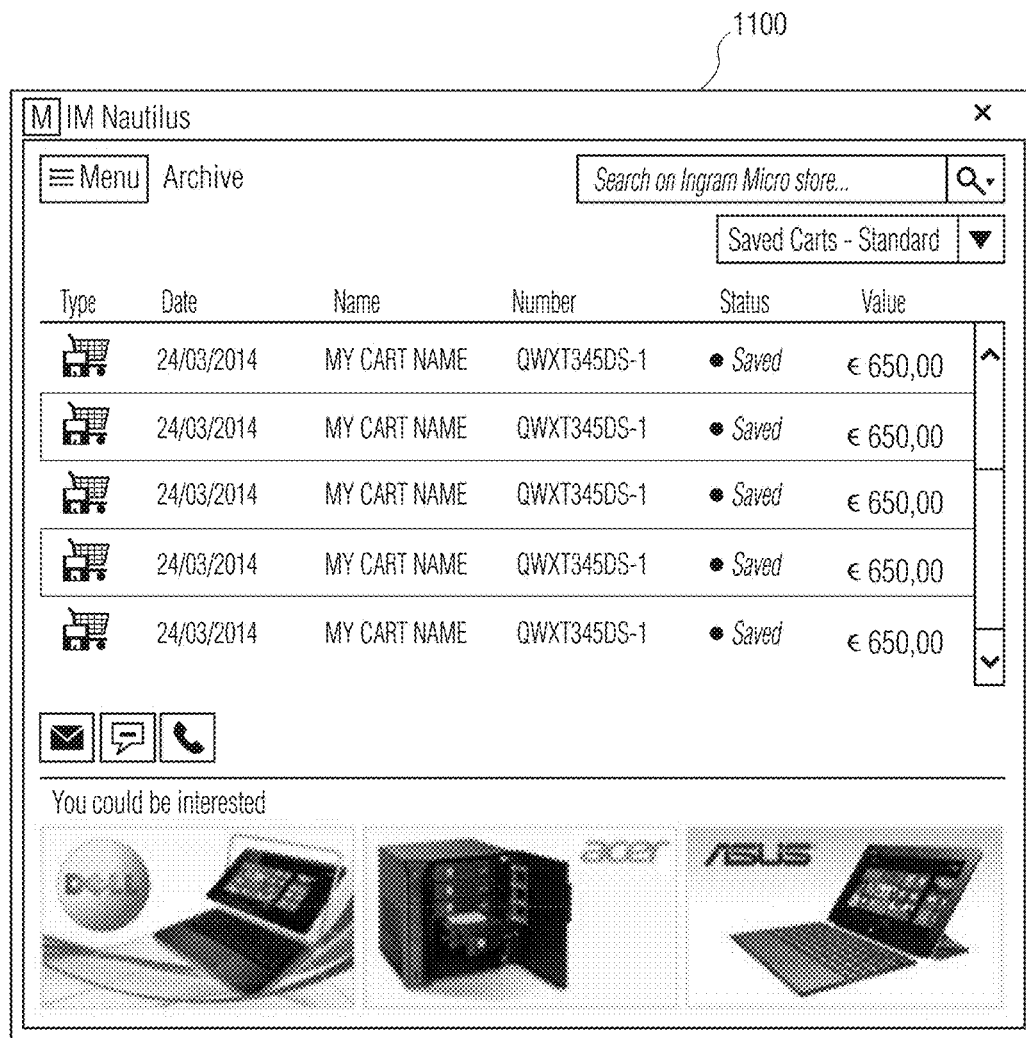 1100
M IM Nautilus ×
Menu Archive Search on Ingram Micro store...
Saved Carts - Standard
Type Date Name Number Status Value
24/03/2014 MY CART NAME QWXT345DS-1 • Saved € 650,00
24/03/2014 MY CART NAME QWXT345DS-1 • Saved € 650,00
24/03/2014 MY CART NAME QWXT345DS-1 • Saved € 650,00
24/03/2014 MY CART NAME QWXT345DS-1 • Saved € 650,00
24/03/2014 MY CART NAME QWXT345DS-1 • Saved € 650,00
You could be interested
DELL acer ASUS